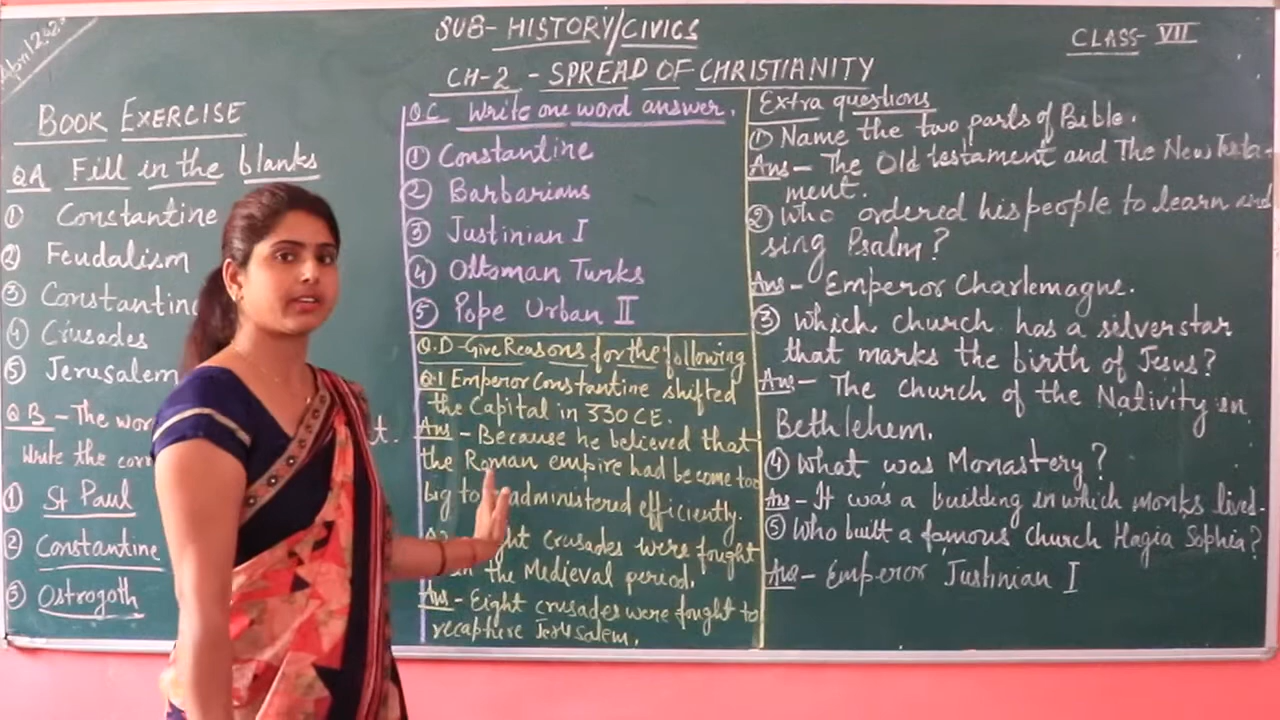 SUB- HISTORY/CIVICS
CLASS- VII
CH-2 - SPREAD OF CHRISTIANITY
BOOK EXERCISE
Q A Fill in the blanks
① Constantine
② Feudalism
③ Constantine
④ Crusades
⑤ Jerusalem
Q B - The
Write the
① St Paul
② Constantine
③ Ostrogoth
Q C Write one word answer.
① Constantine
② Barbarians
③ Justinian I
④ Ottoman Turks
⑤ Pope Urban II
Q.D - Give Reasons for the following
Q-1 Emperor Constantine shifted
the Capital in 330 CE.
Ans - Because he believed that
the Roman empire had become too
big to administered efficiently.
crusades were fought
in the Medieval period.
Ans - Eight crusades were fought to
recapture Jerusalem.
Extra questions
① Name the two parts of Bible.
Ans - The Old testament and The New Testa-
ment.
② Who ordered his people to learn and
sing Psalm?
Ans - Emperor Charlemagne.
③ Which church has a silver star
that marks the birth of Jesus?
Ans - The church of the Nativity in
Bethlehem.
④ What was Monastery?
Ans - It was a building in which monks lived.
⑤ Who built a famous church Hagia Sophia?
Ans - Emperor Justinian I